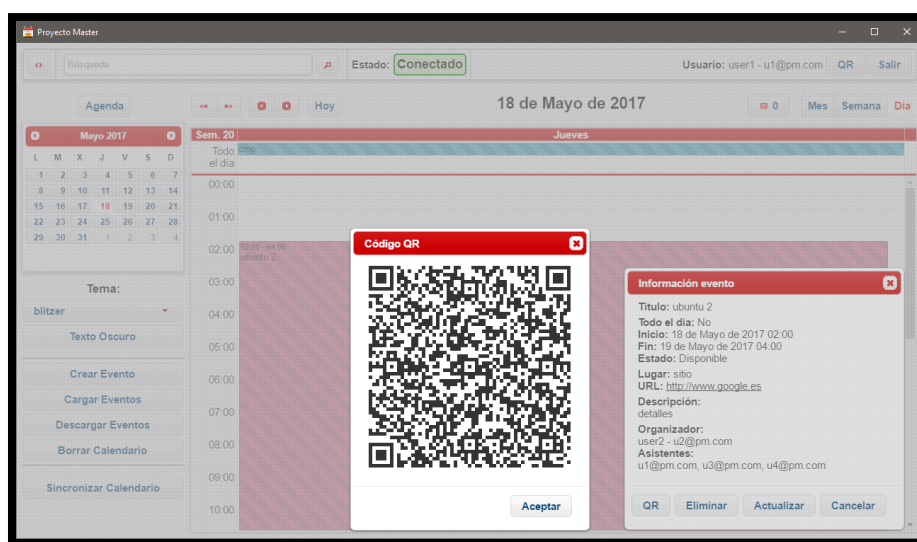 Proyecto Master
Búsqueda
Estado: Conectado
Usuario: user1 - u1@pm.com QR Salir
Agenda
Hoy
18 de Mayo de 2017
0
Mes Semana Día
Mayo 2017
L M X J V S D
1 2 3 4 5 6 7
8 9 10 11 12 13 14
15 16 17 18 19 20 21
22 23 24 25 26 27 28
29 30 31 1 2 3 4
Tema:
blitzer
Texto Oscuro
Crear Evento
Cargar Eventos
Descargar Eventos
Borrar Calendario
Sincronizar Calendario
Sem. 20 Jueves
Todo
el día
00:00
01:00
02:00
ubuntu 2
03:00
04:00
05:00
06:00
07:00
08:00
09:00
10:00
Código QR
Aceptar
Información evento
Título: ubuntu 2
Todo el día: No
Inicio: 18 de Mayo de 2017 02:00
Fin: 19 de Mayo de 2017 04:00
Estado: Disponible
Lugar: sitio
URL: http://www.google.es
Descripción:
detalles
Organizador:
user2 - u2@pm.com
Asistentes:
u1@pm.com, u3@pm.com, u4@pm.com
QR Eliminar Actualizar Cancelar